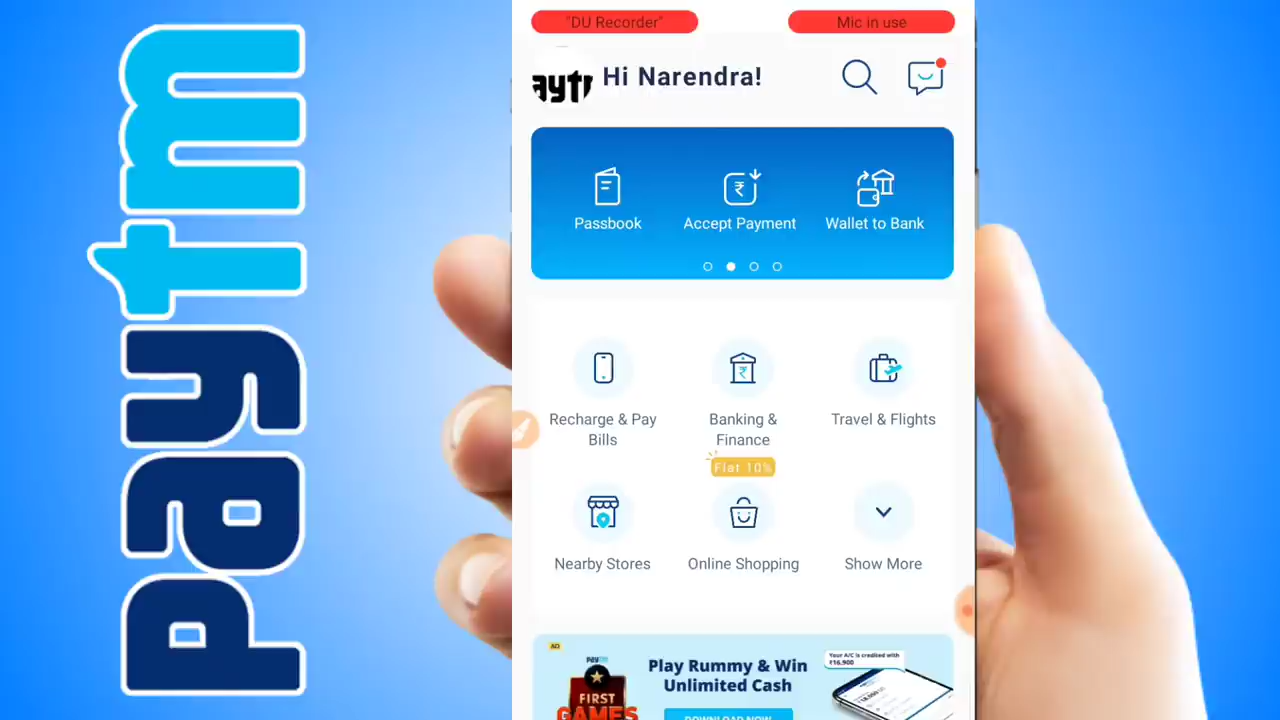 paytm
"DU Recorder"
Mic in use
aytr
Hi Narendra!
Passbook
Accept Payment
Wallet to Bank
Recharge & Pay
Bills
Banking &
Finance
Travel & Flights
Flat 10%
Nearby Stores
Online Shopping
Show More
AD
PAYTM
FIRST
GAMES
Play Rummy & Win
Unlimited Cash
DOWNLOAD NOW
Your A/C is credited with
₹16,900